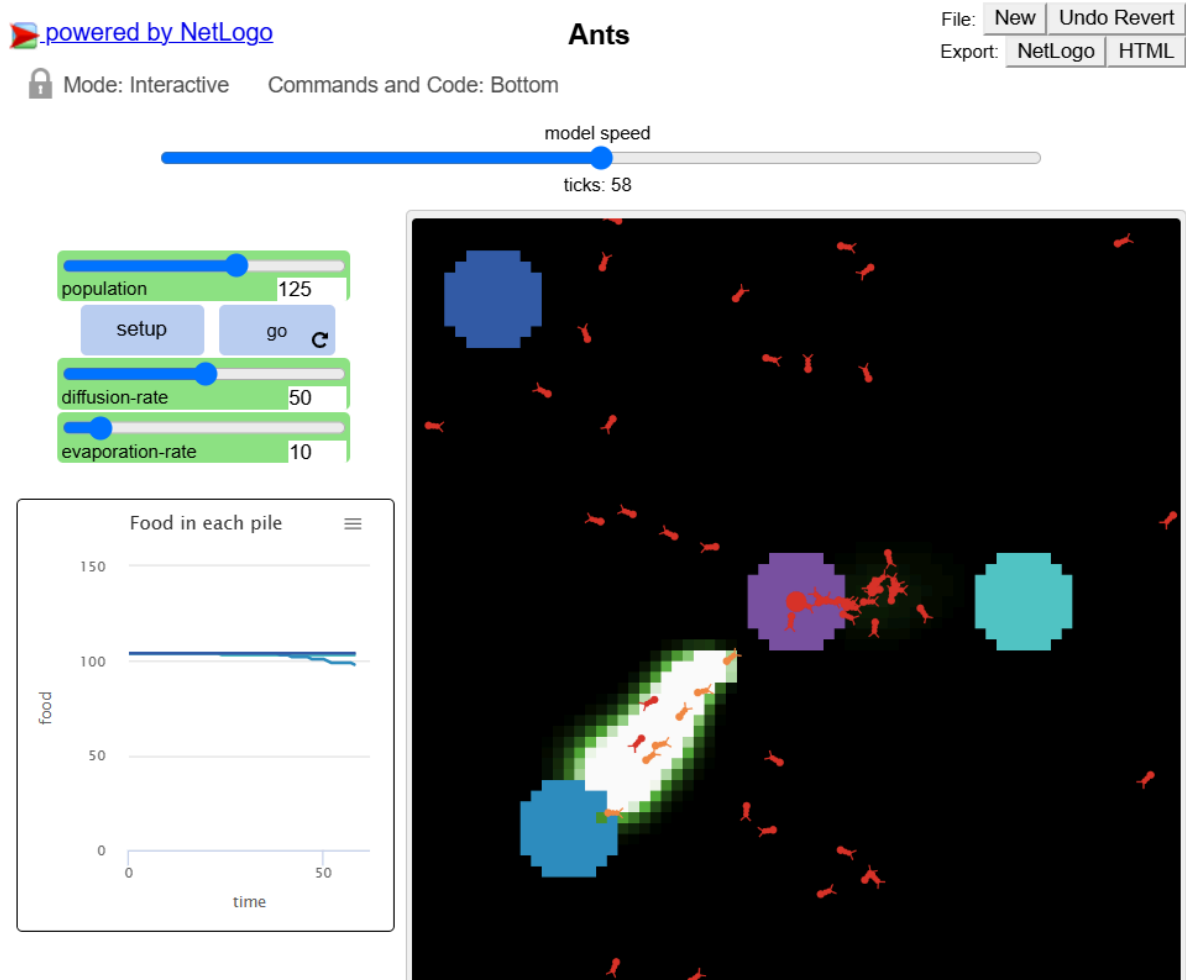 powered by NetLogo
Ants
File: New Undo Revert
Export: NetLogo HTML
Mode: Interactive Commands and Code: Bottom
model speed
ticks: 58
population 125
setup go
diffusion-rate 50
evaporation-rate 10
Food in each pile
150
100
50
0
food
0 50
time